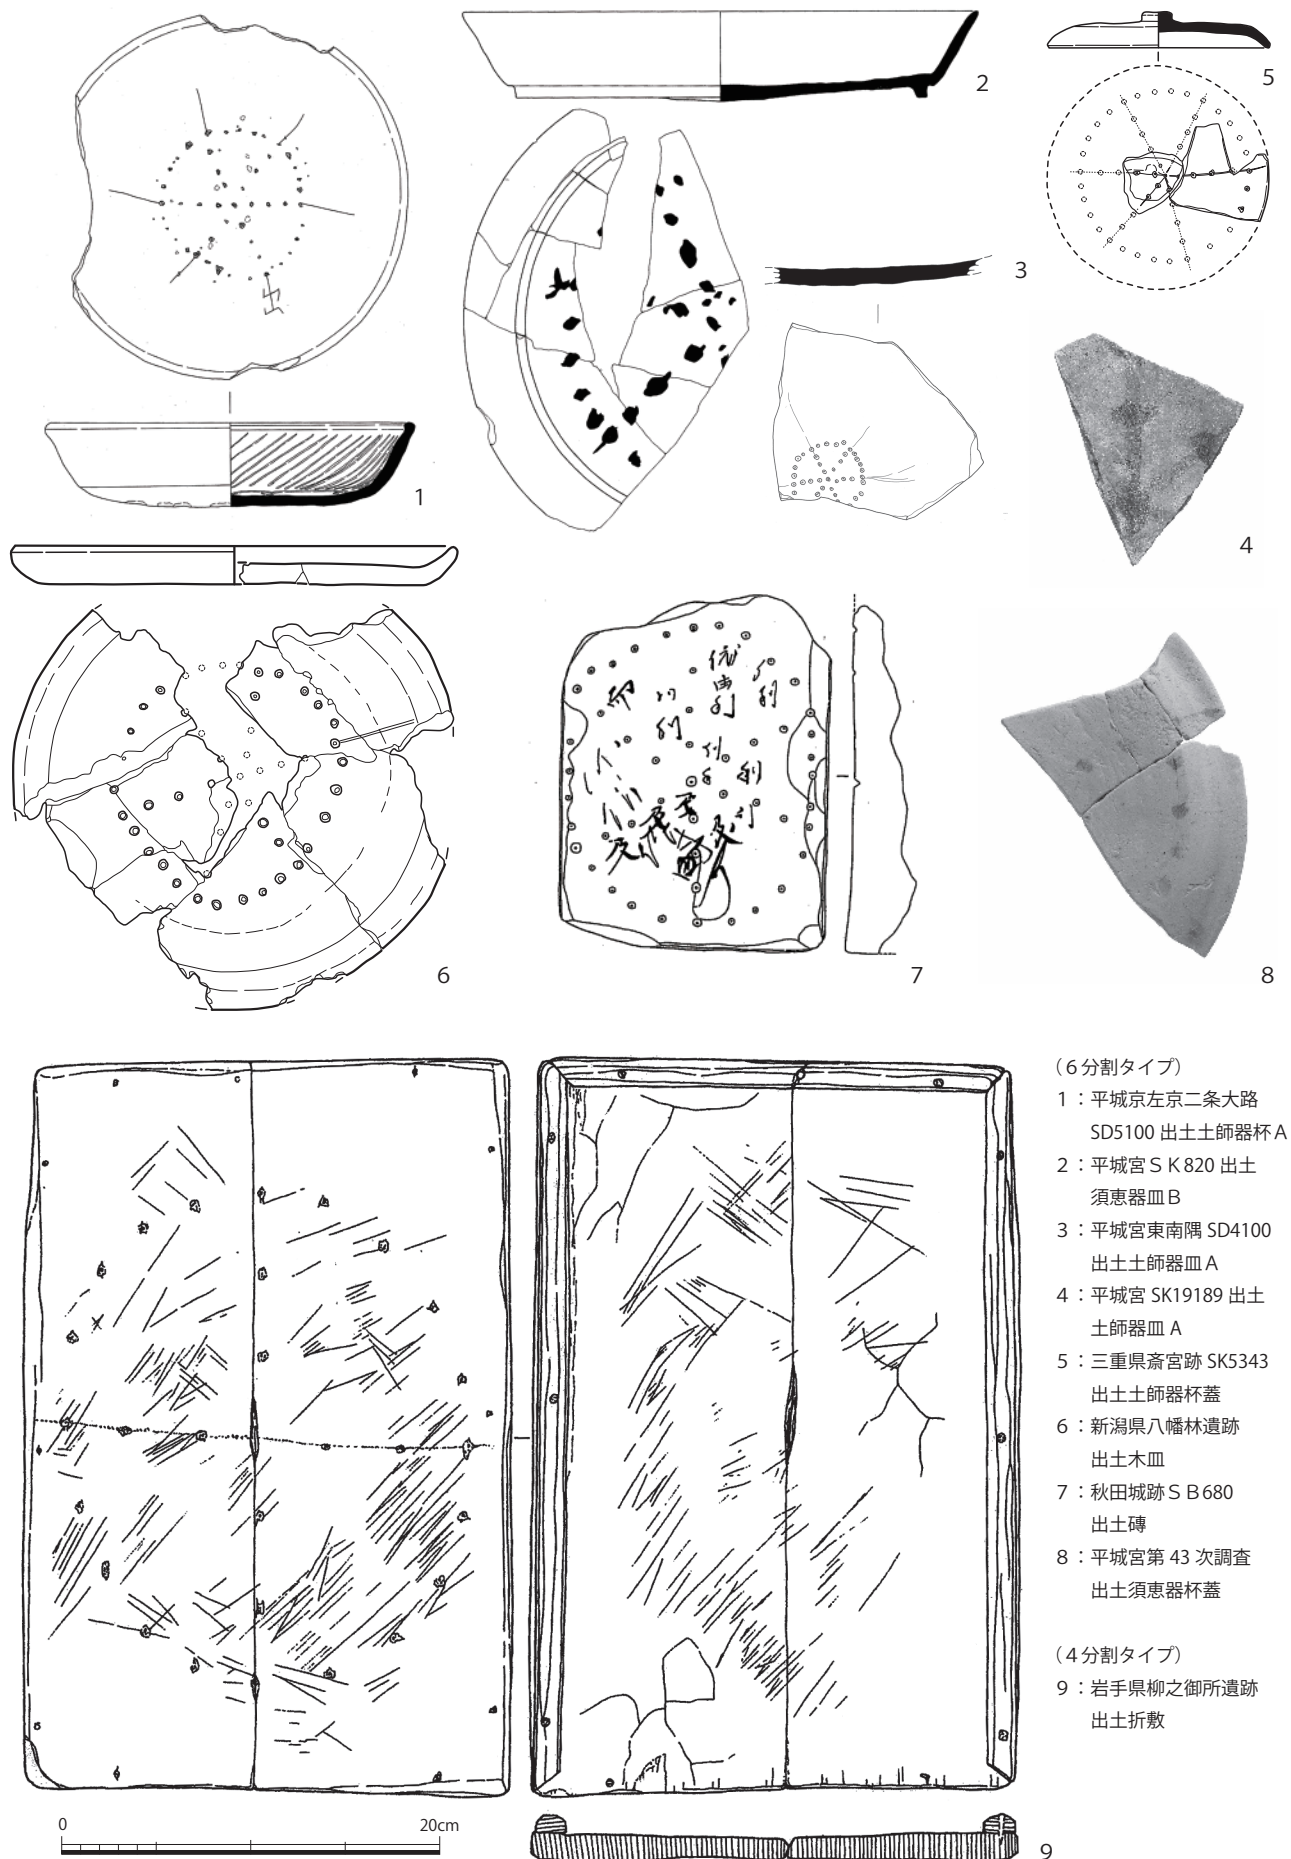 1
2
3
4
5
6
7
8
9
(6分割タイプ)
1：平城京左京二条大路
SD5100 出土土師器杯A
2：平城宮ＳＫ820 出土
須恵器皿B
3：平城宮東南隅 SD4100
出土土師器皿A
4：平城宮 SK19189 出土
土師器皿 A
5：三重県斎宮跡 SK5343
出土土師器杯蓋
6：新潟県八幡林遺跡
出土木皿
7：秋田城跡ＳＢ680
出土磚
8：平城宮第 43 次調査
出土須恵器杯蓋
(4分割タイプ)
9：岩手県柳之御所遺跡
出土折敷
0 20cm